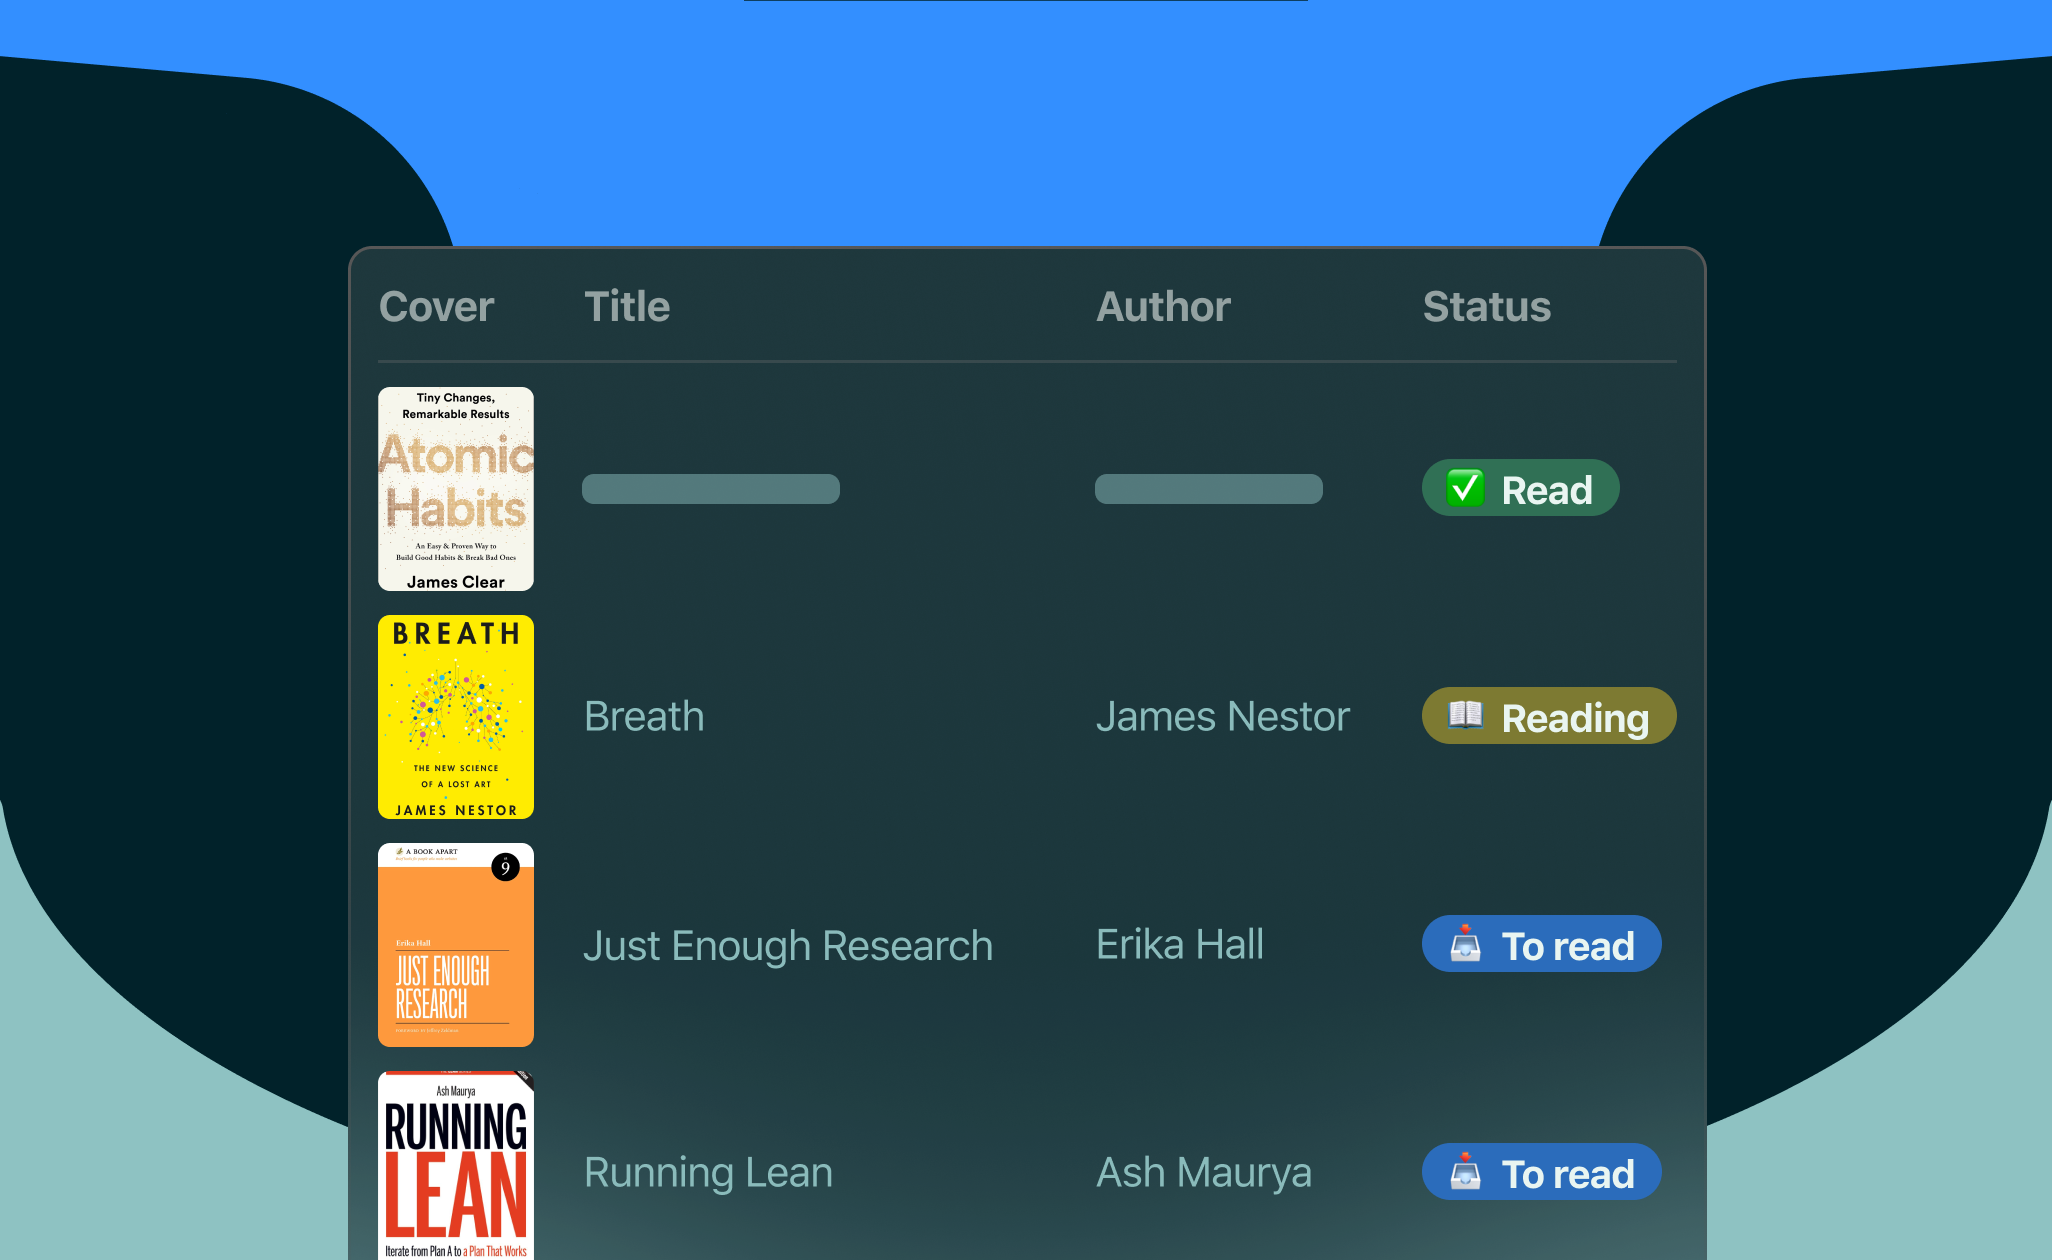 Cover Title Author Status
Tiny Changes,
Remarkable Results
Atomic
Habits
An Easy & Proven Way to
Build Good Habits & Break Bad Ones
James Clear
Read
BREATH
THE NEW SCIENCE
OF A LOST ART
JAMES NESTOR
Breath James Nestor Reading
A BOOK APART
9
Erika Hall
JUST ENOUGH
RESEARCH
Just Enough Research Erika Hall To read
Ash Maurya
RUNNING
LEAN
Iterate from Plan A to a Plan That Works
Running Lean Ash Maurya To read